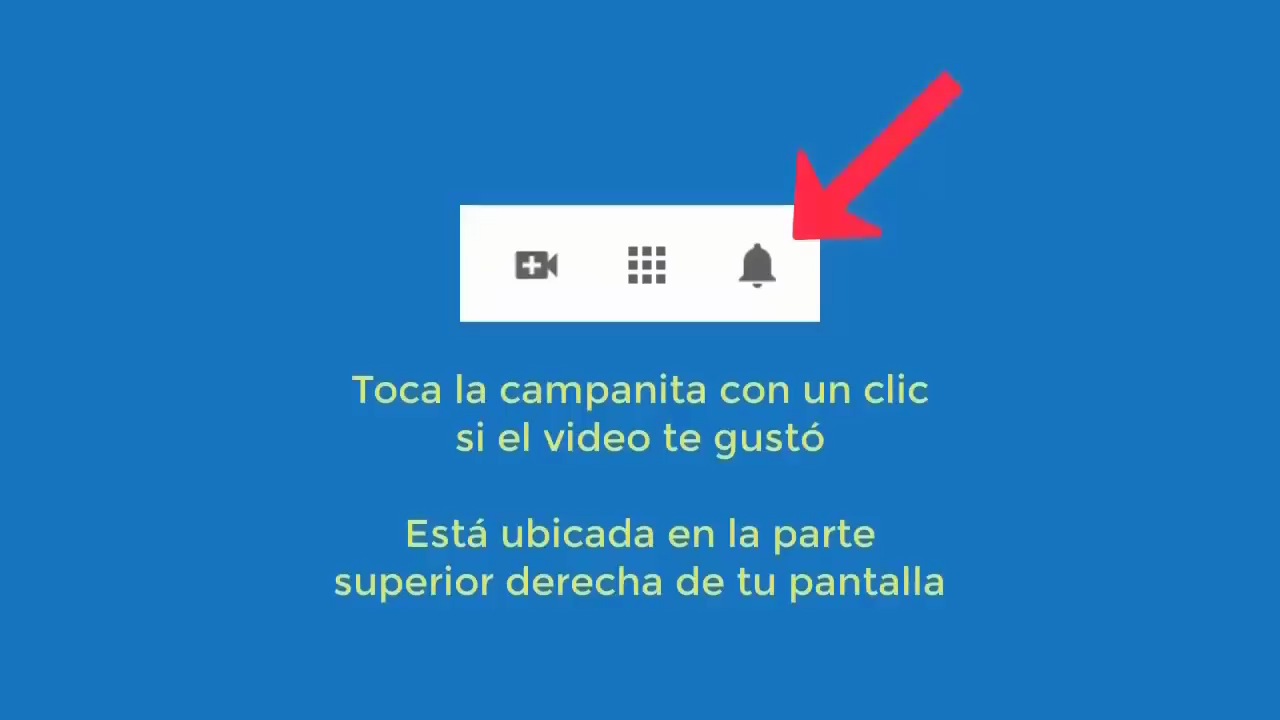 Toca la campanita con un clic
si el video te gustó
Está ubicada en la parte
superior derecha de tu pantalla